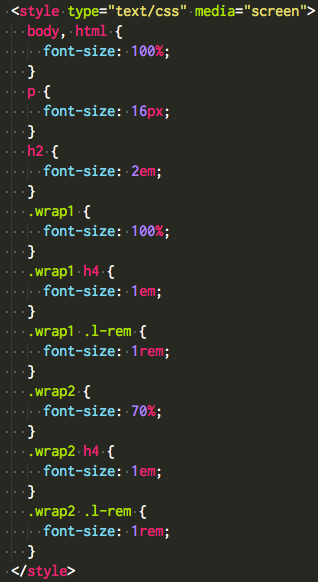 <style type="text/css" media="screen">
body, html {
font-size: 100%;
}
p {
font-size: 16px;
}
h2 {
font-size: 2em;
}
.wrap1 {
font-size: 100%;
}
.wrap1 h4 {
font-size: 1em;
}
.wrap1 .l-rem {
font-size: 1rem;
}
.wrap2 {
font-size: 70%;
}
.wrap2 h4 {
font-size: 1em;
}
.wrap2 .l-rem {
font-size: 1rem;
}
</style>